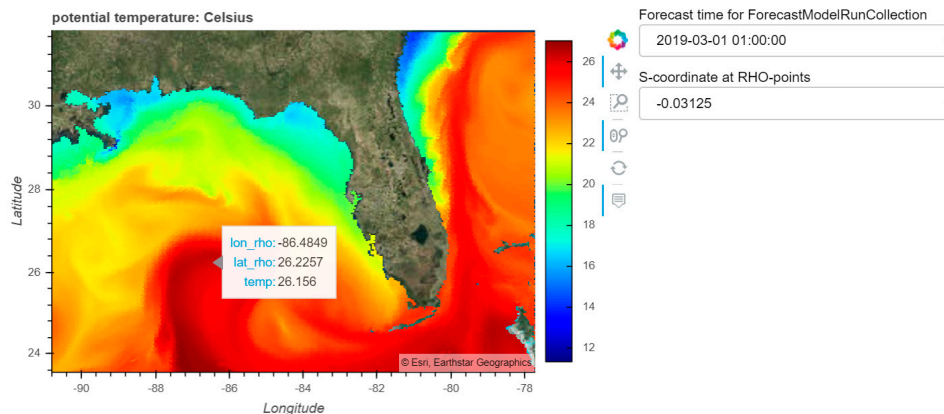 potential temperature: Celsius
Latitude
30
28
26
24
lon_rho: -86.4849
lat_rho: 26.2257
temp: 26.156
© Esri, Earthstar Geographics
-90
-88
-86
-84
-82
-80
-78
Longitude
26
24
22
20
18
16
14
12
Forecast time for ForecastModelRunCollection
2019-03-01 01:00:00
S-coordinate at RHO-points
-0.03125